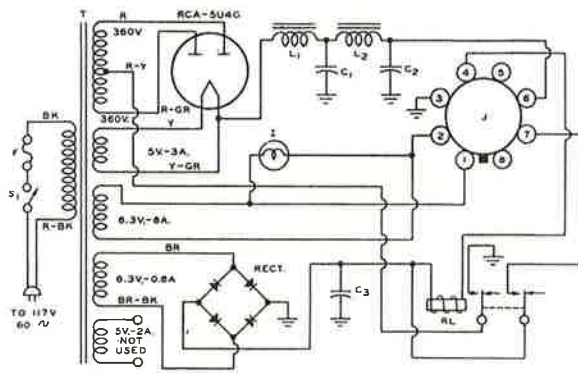 T
R
RCA-5U4G
360V.
R-Y
360V.
R-GR
Y
5V.-3A.
Y-GR
L1
L2
C1
C2
4
5
3
6
J
2
7
1
8
I
BK
F
S1
R-BK
6.3V.-8A.
BR
6.3V.-0.6A
RECT.
BR-BK
C3
RL
TO 117V
60 ~
5V.-2A.
NOT
USED